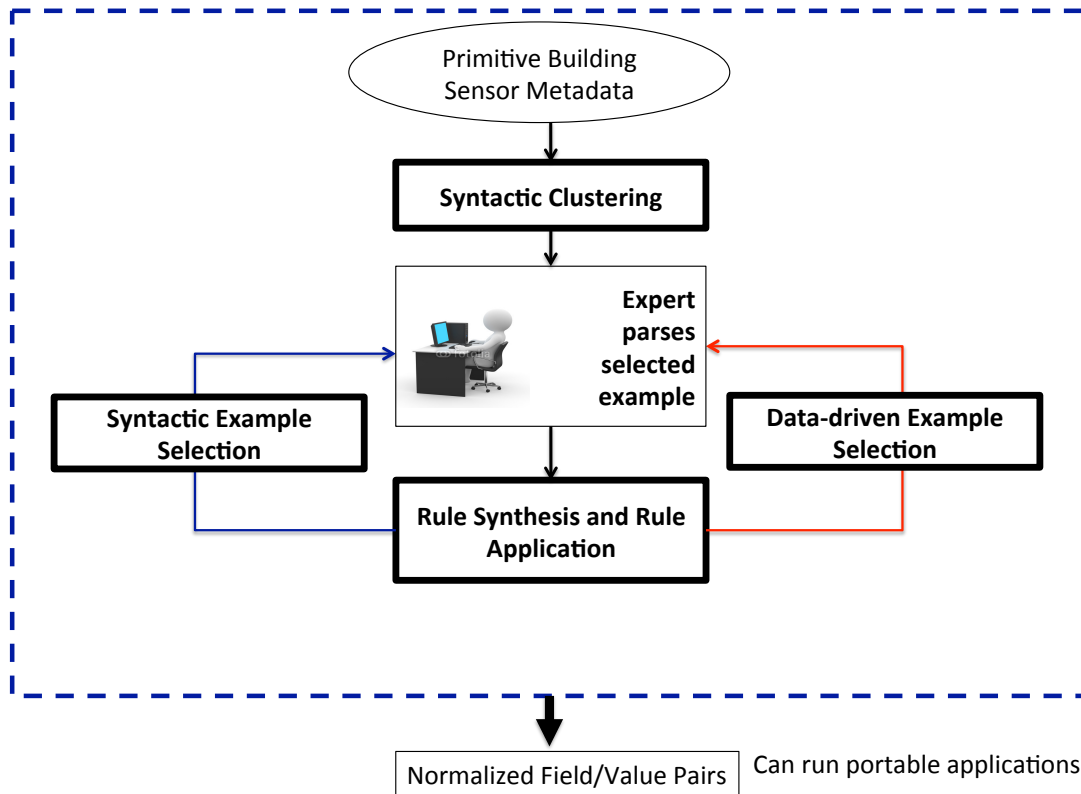 Primitive Building
Sensor Metadata
Syntactic Clustering
Expert
parses
selected
example
Syntactic Example
Selection
Data-driven Example
Selection
Rule Synthesis and Rule
Application
Normalized Field/Value Pairs
Can run portable applications